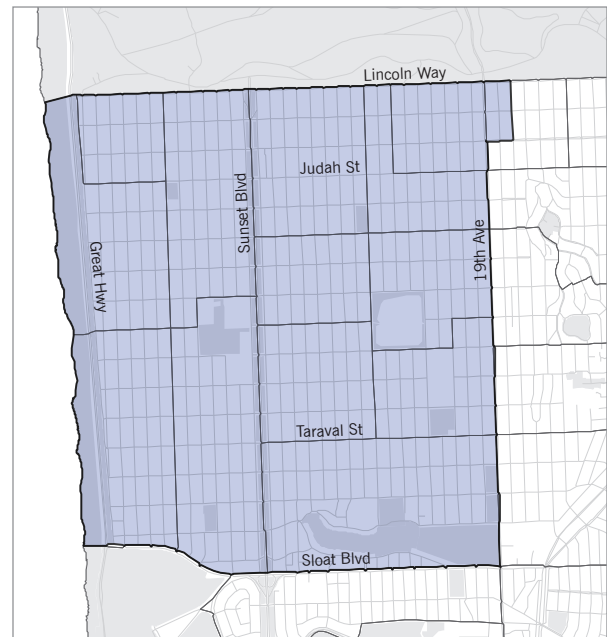 Lincoln Way
Judah St
Sunset Blvd
19th Ave
Great Hwy
Taraval St
Sloat Blvd